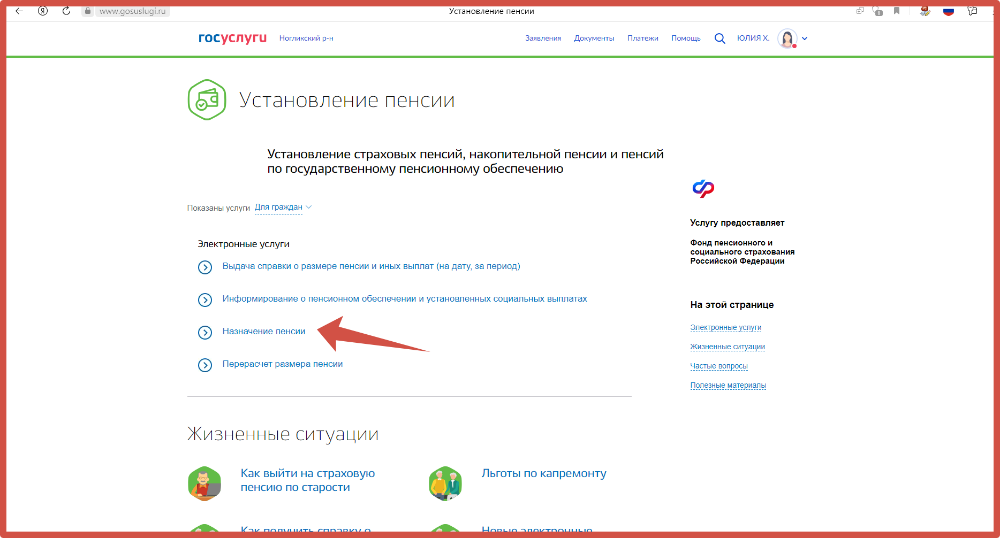 www.gosuslugi.ru
Установление пенсии
1
госуслуги
Ногликский р-н
Заявления
Документы
Платежи
Помощь
ЮЛИЯ Х.
Установление пенсии
Установление страховых пенсий, накопительной пенсии и пенсий
по государственному пенсионному обеспечению
Показаны услуги Для граждан
Электронные услуги
Выдача справки о размере пенсии и иных выплат (на дату, за период)
Информирование о пенсионном обеспечении и установленных социальных выплатах
Назначение пенсии
Перерасчет размера пенсии
Услугу предоставляет
Фонд пенсионного и
социального страхования
Российской Федерации
На этой странице
Электронные услуги
Жизненные ситуации
Частые вопросы
Полезные материалы
Жизненные ситуации
Как выйти на страховую
пенсию по старости
Льготы по капремонту
Как получить справку о
Новые электронные